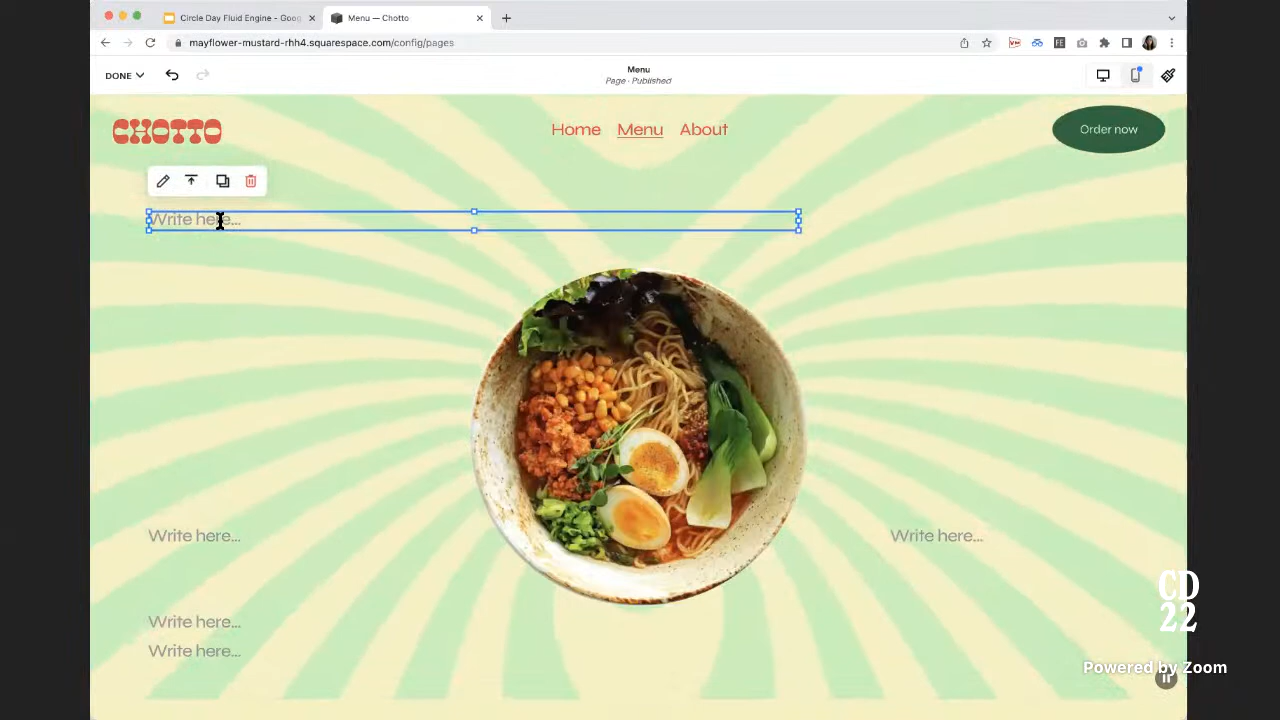 Circle Day Fluid Engine - Goog
Menu — Chotto
mayflower-mustard-rhh4.squarespace.com/config/pages
DONE
Menu
Page · Published
CHOTTO
Home Menu About
Order now
Write here...
Write here...
Write here...
Write here...
Write here...
CD
22
Powered by Zoom